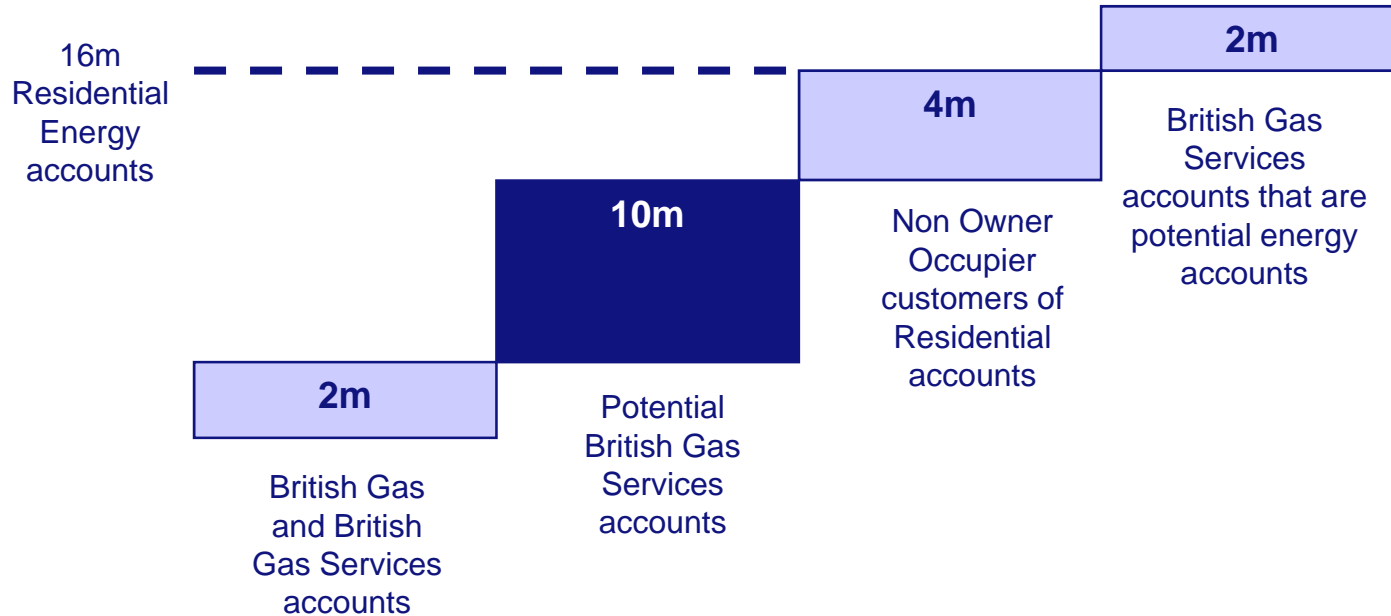 16m
Residential
Energy
accounts
2m
British Gas
and British
Gas Services
accounts
10m
Potential
British Gas
Services
accounts
4m
Non Owner
Occupier
customers of
Residential
accounts
2m
British Gas
Services
accounts that are
potential energy
accounts